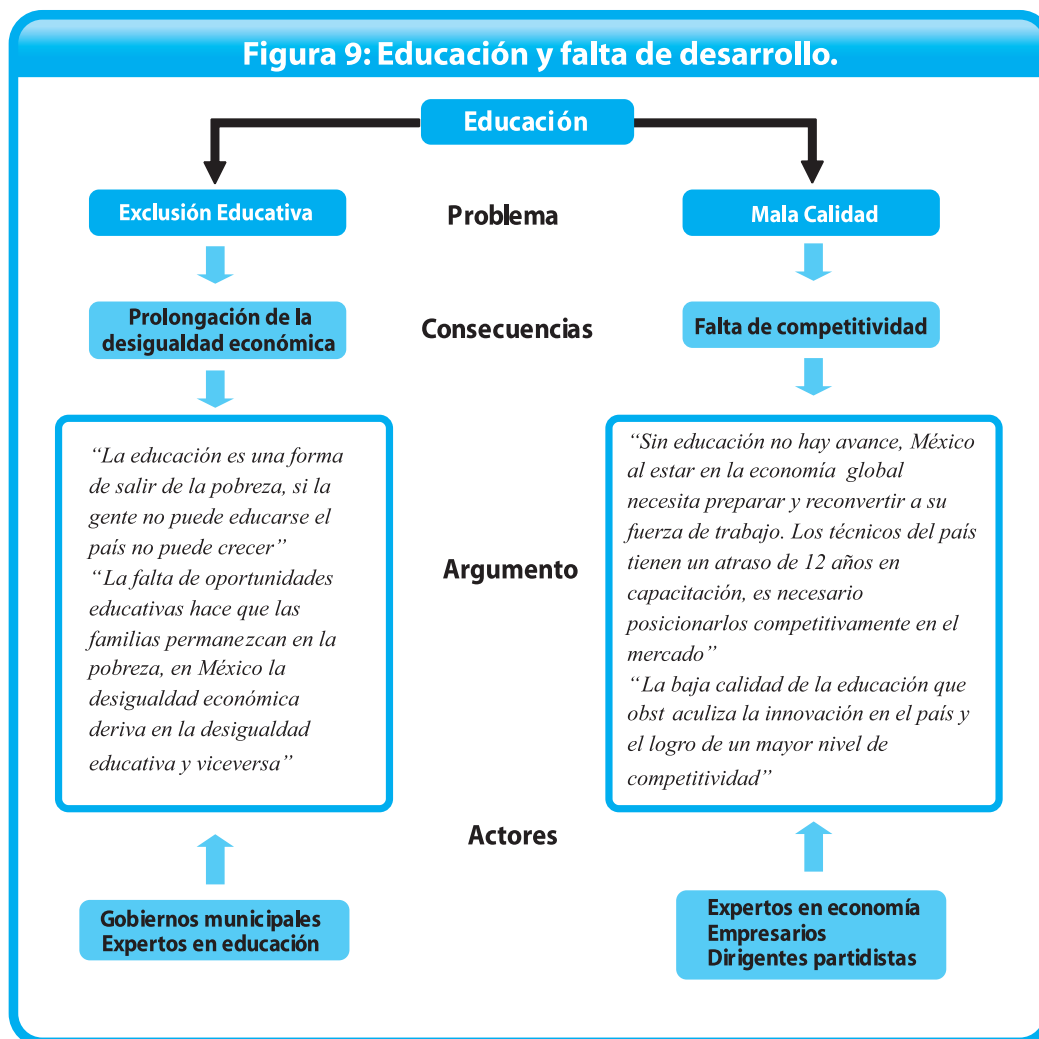 Figura 9: Educación y falta de desarrollo.
Educación
Exclusión Educativa
Problema
Mala Calidad
Prolongación de la
desigualdad económica
Consecuencias
Falta de competitividad
“La educación es una forma
de salir de la pobreza, si la
gente no puede educarse el
país no puede crecer”
“La falta de oportunidades
educativas hace que las
familias permanezcan en la
pobreza, en México la
desigualdad económica
deriva en la desigualdad
educativa y viceversa”
Argumento
“Sin educación no hay avance, México
al estar en la economía global
necesita preparar y reconvertir a su
fuerza de trabajo. Los técnicos del país
tienen un atraso de 12 años en
capacitación, es necesario
posicionarlos competitivamente en el
mercado”
“La baja calidad de la educación que
obst aculiza la innovación en el país y
el logro de un mayor nivel de
competitividad”
Actores
Gobiernos municipales
Expertos en educación
Expertos en economía
Empresarios
Dirigentes partidistas